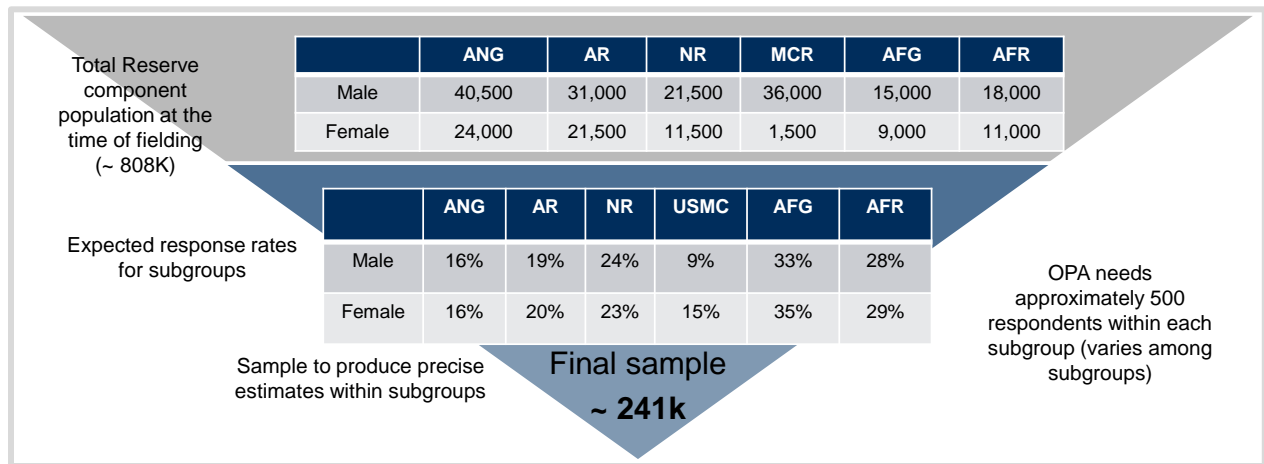 Total Reserve
component
population at the
time of fielding
(~ 808K)
ANG AR NR MCR AFG AFR
Male 40,500 31,000 21,500 36,000 15,000 18,000
Female 24,000 21,500 11,500 1,500 9,000 11,000
Expected response rates
for subgroups
ANG AR NR USMC AFG AFR
Male 16% 19% 24% 9% 33% 28%
Female 16% 20% 23% 15% 35% 29%
OPA needs
approximately 500
respondents within each
subgroup (varies among
subgroups)
Sample to produce precise
estimates within subgroups
Final sample
~ 241k